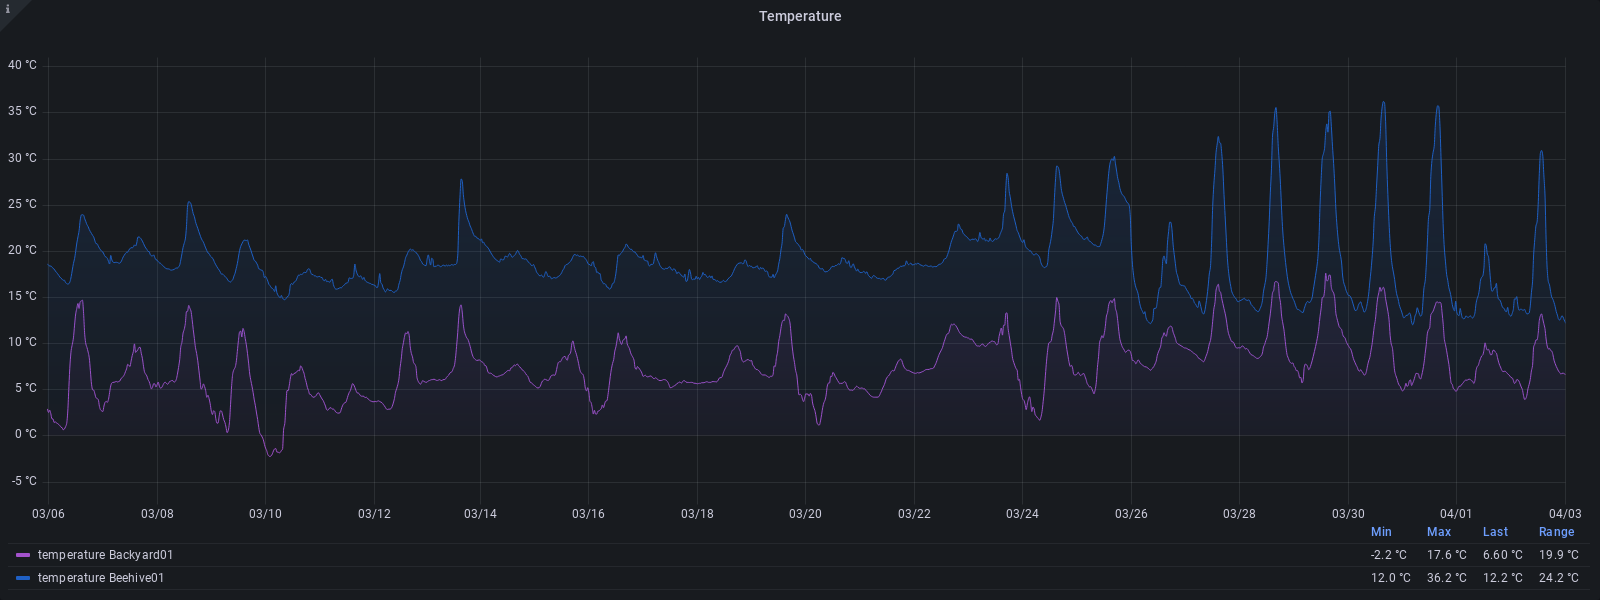 i
Temperature
40 °C
35 °C
30 °C
25 °C
20 °C
15 °C
10 °C
5 °C
0 °C
-5 °C
03/06 03/08 03/10 03/12 03/14 03/16 03/18 03/20 03/22 03/24 03/26 03/28 03/30 04/01 04/03
Min Max Last Range
temperature Backyard01 -2.2 °C 17.6 °C 6.60 °C 19.9 °C
temperature Beehive01 12.0 °C 36.2 °C 12.2 °C 24.2 °C